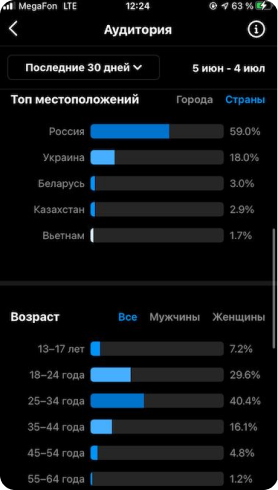 MegaFon LTE 12:24 63 %
Аудитория
Последние 30 дней 5 июн - 4 июл
Топ местоположений Города Страны
Россия 59.0%
Украина 18.0%
Беларусь 3.0%
Казахстан 2.9%
Вьетнам 1.7%
Возраст Все Мужчины Женщины
13–17 лет 7.2%
18–24 года 29.6%
25–34 года 40.4%
35–44 года 16.1%
45–54 года 4.8%
55–64 года 1.2%